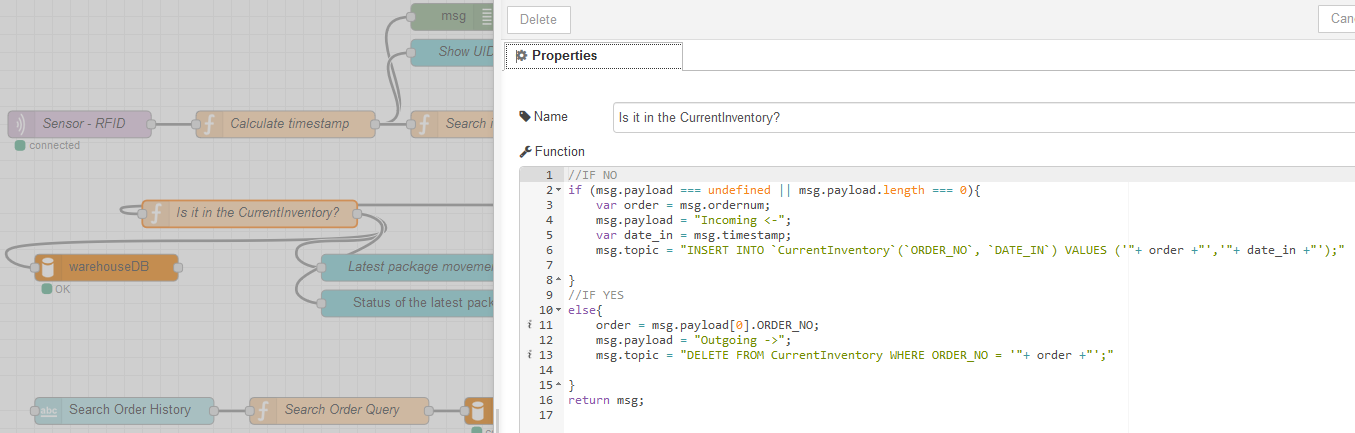 msg
Show UID
Sensor - RFID
Calculate timestamp
Search
connected
Is it in the CurrentInventory?
warehouseDB
OK
Latest package moveme
Status of the latest pack
abc
Search Order History
Search Order Query
Delete
Can
Properties
Name
Is it in the CurrentInventory?
Function
1 //IF NO
2 if (msg.payload === undefined || msg.payload.length === 0){
3 var order = msg.ordernum;
4 msg.payload = "Incoming <-";
5 var date_in = msg.timestamp;
6 msg.topic = "INSERT INTO `CurrentInventory`(`ORDER_NO`, `DATE_IN`) VALUES ('"+ order +"','"+ date_in +"');"
7
8 }
9 //IF YES
10 else{
i 11 order = msg.payload[0].ORDER_NO;
12 msg.payload = "Outgoing ->";
i 13 msg.topic = "DELETE FROM CurrentInventory WHERE ORDER_NO = '"+ order +"';"
14
15 }
16 return msg;
17